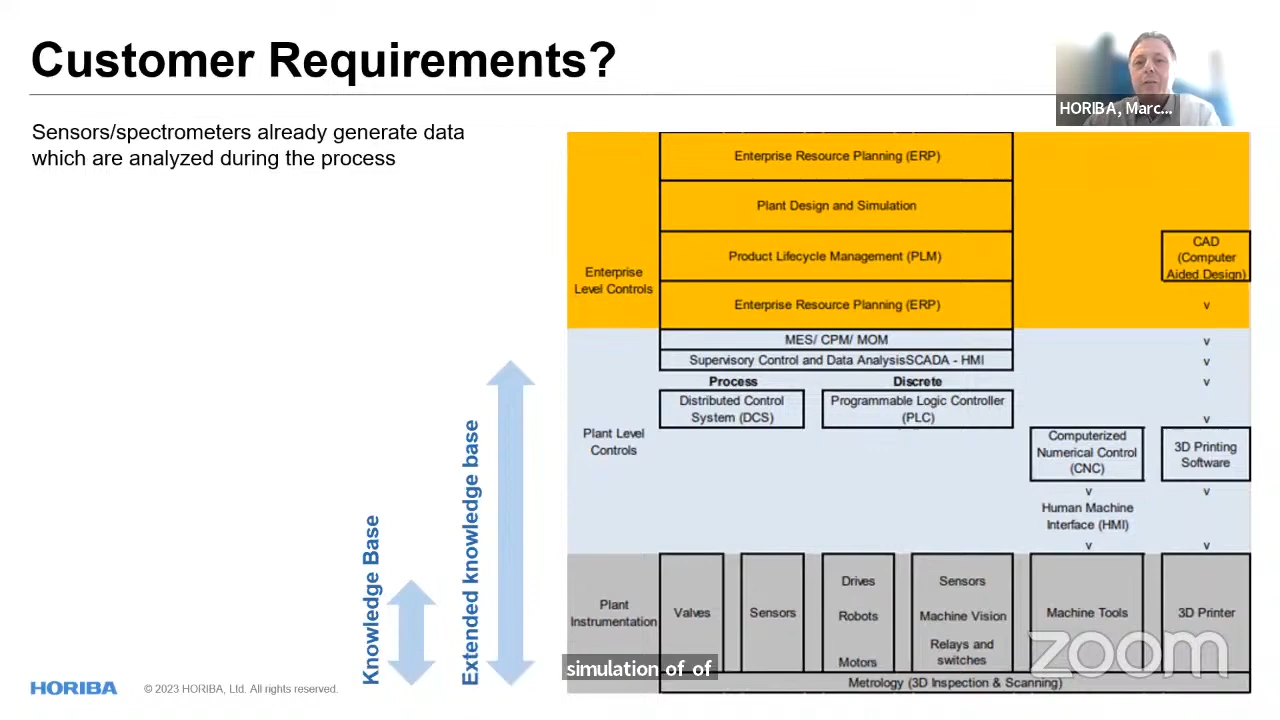 Customer Requirements?
HORIBA, Marc...
Sensors/spectrometers already generate data
which are analyzed during the process
Enterprise Resource Planning (ERP)
Plant Design and Simulation
Product Lifecycle Management (PLM)
CAD
(Computer
Aided Design)
Enterprise
Level Controls
Enterprise Resource Planning (ERP)
v
MES/ CPM/ MOM
v
Supervisory Control and Data AnalysisSCADA - HMI
v
Process
Discrete
v
Distributed Control
System (DCS)
Programmable Logic Controller
(PLC)
v
Plant Level
Controls
Computerized
Numerical Control
(CNC)
3D Printing
Software
v
v
Human Machine
Interface (HMI)
v
v
Knowledge Base
Extended knowledge base
Plant
Instrumentation
Valves
Sensors
Drives
Robots
Motors
Sensors
Machine Vision
Relays and
switches
Machine Tools
3D Printer
Metrology (3D Inspection & Scanning)
simulation of of
zoom
HORIBA
© 2023 HORIBA, Ltd. All rights reserved.